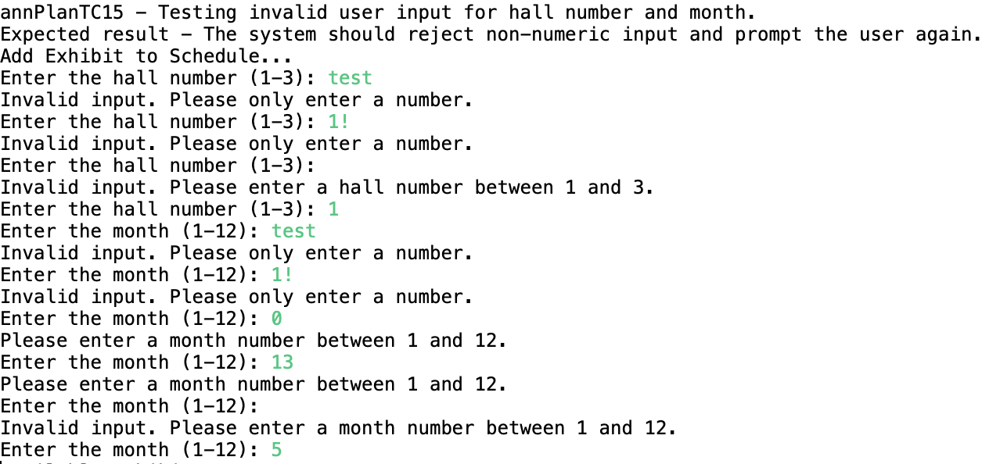 annPlanTC15 – Testing invalid user input for hall number and month.
Expected result – The system should reject non-numeric input and prompt the user again.
Add Exhibit to Schedule...
Enter the hall number (1-3): test
Invalid input. Please only enter a number.
Enter the hall number (1-3): 1!
Invalid input. Please only enter a number.
Enter the hall number (1-3):
Invalid input. Please enter a hall number between 1 and 3.
Enter the hall number (1-3): 1
Enter the month (1-12): test
Invalid input. Please only enter a number.
Enter the month (1-12): 1!
Invalid input. Please only enter a number.
Enter the month (1-12): 0
Please enter a month number between 1 and 12.
Enter the month (1-12): 13
Please enter a month number between 1 and 12.
Enter the month (1-12):
Invalid input. Please enter a month number between 1 and 12.
Enter the month (1-12): 5